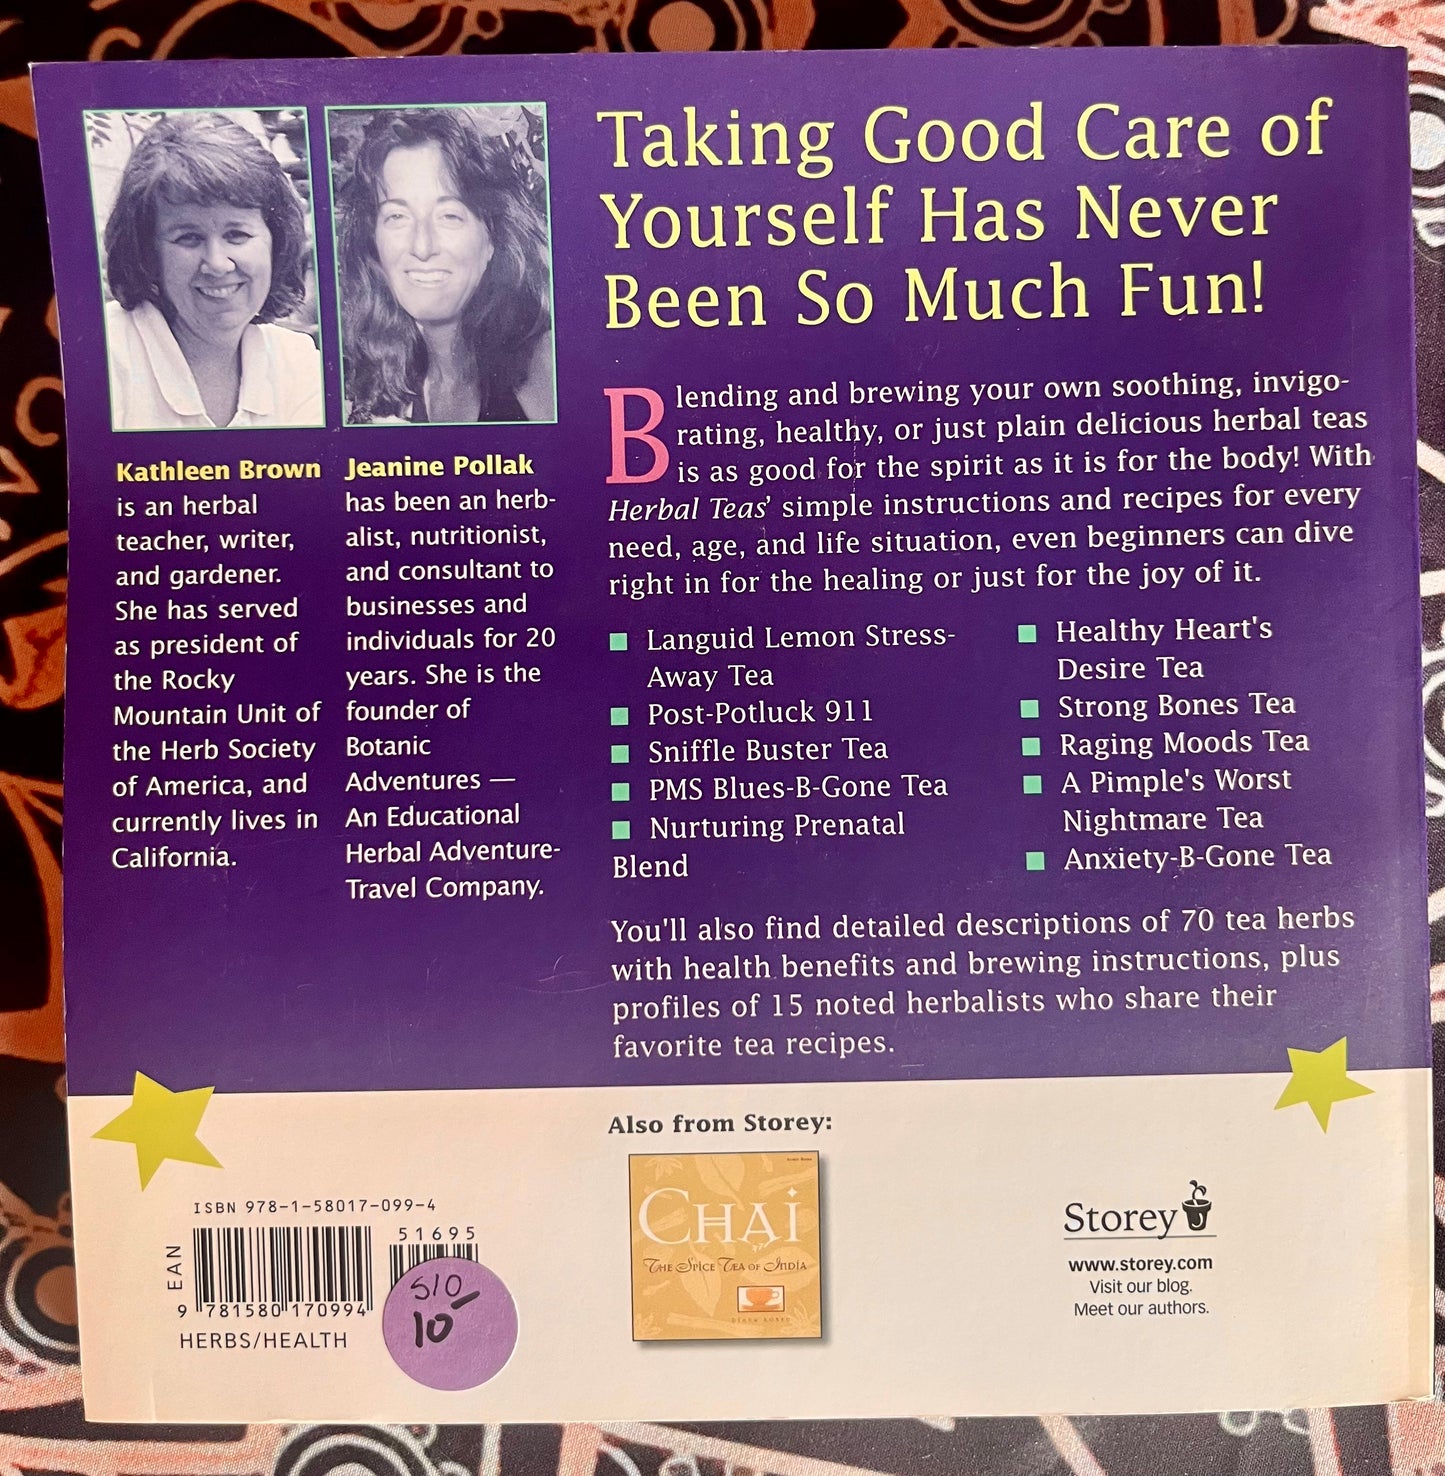 Taking Good Care of
Yourself Has Never
Been So Much Fun!
Kathleen Brown
is an herbal
teacher, writer,
and gardener.
She has served
as president of
the Rocky
Mountain Unit of
the Herb Society
of America, and
currently lives in
California.
Jeanine Pollak
has been an herb-
alist, nutritionist,
and consultant to
businesses and
individuals for 20
years. She is the
founder of
Botanic
Adventures —
An Educational
Herbal Adventure-
Travel Company.
Blending and brewing your own soothing, invigo-
rating, healthy, or just plain delicious herbal teas
is as good for the spirit as it is for the body! With
Herbal Teas' simple instructions and recipes for every
need, age, and life situation, even beginners can dive
right in for the healing or just for the joy of it.
Languid Lemon Stress-
Away Tea
Post-Potluck 911
Sniffle Buster Tea
PMS Blues-B-Gone Tea
Nurturing Prenatal
Blend
Healthy Heart's
Desire Tea
Strong Bones Tea
Raging Moods Tea
A Pimple's Worst
Nightmare Tea
Anxiety-B-Gone Tea
You'll also find detailed descriptions of 70 tea herbs
with health benefits and brewing instructions, plus
profiles of 15 noted herbalists who share their
favorite tea recipes.
ISBN 978-1-58017-099-4
51695
EAN
9 781580 170994
HERBS/HEALTH
10
Also from Storey:
CHAI
THE SPICE TEA OF INDIA
Storey
www.storey.com
Visit our blog.
Meet our authors.